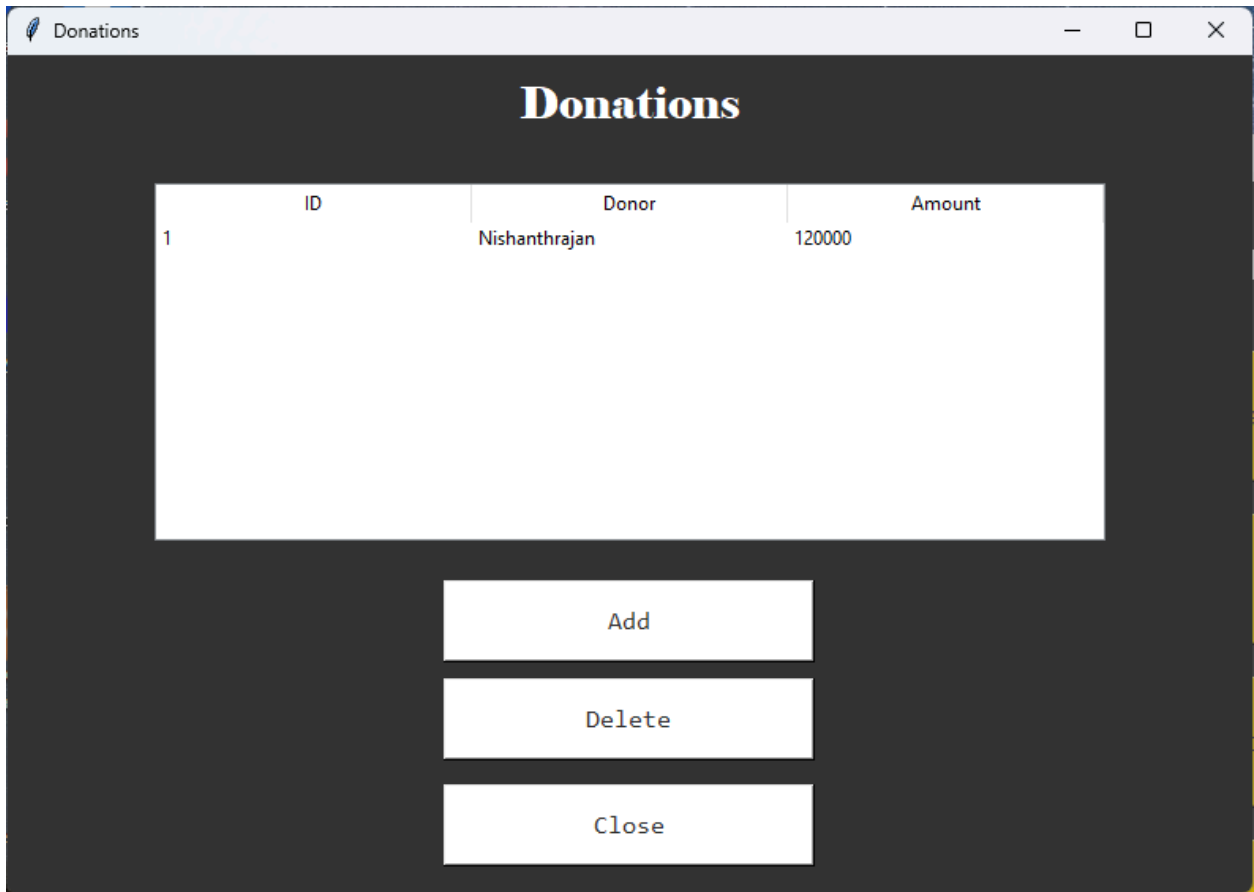 Donations
Donations
ID Donor Amount
1 Nishanthrajan 120000
Add
Delete
Close